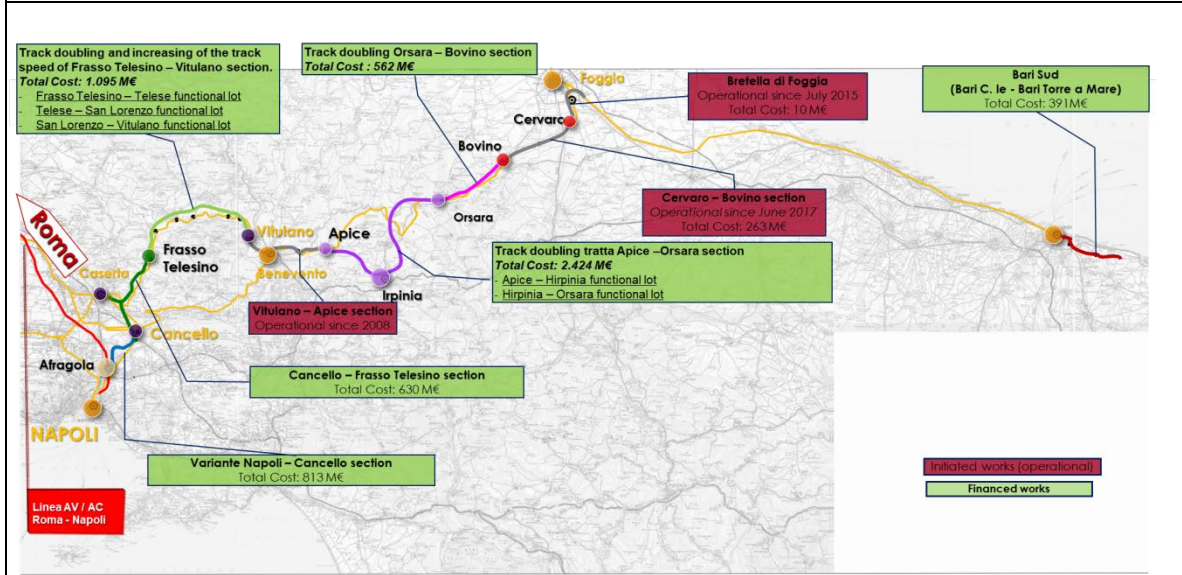 Track doubling and increasing of the track
speed of Frasso Telesino – Vitulano section.
Total Cost: 1.095 M€
- Frasso Telesino – Telese functional lot
- Telese – San Lorenzo functional lot
- San Lorenzo – Vitulano functional lot
Track doubling Orsara – Bovino section
Total Cost : 562 M€
Foggia
Bretella di Foggia
Operational since July 2015
Total Cost: 10 M€
Bari Sud
(Bari C. le - Bari Torre a Mare)
Total Cost: 391M€
Cervaro
Bovino
Cervaro – Bovino section
Operational since June 2017
Total Cost: 263 M€
Orsara
Roma
Vitulano
Apice
Frasso
Telesino
Benevento
Irpinia
Track doubling tratta Apice –Orsara section
Total Cost: 2.424 M€
- Apice – Hirpinia functional lot
- Hirpinia – Orsara functional lot
Caserta
Vitulano – Apice section
Operational since 2008
Cancello
Afragola
Cancello – Frasso Telesino section
Total Cost: 630 M€
NAPOLI
Variante Napoli – Cancello section
Total Cost: 813 M€
Initiated works (operational)
Financed works
Linea AV / AC
Roma - Napoli